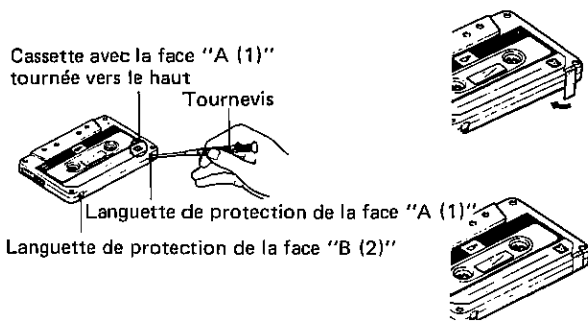 Cassette avec la face "A (1)"
tournée vers le haut
Tournevis
Languette de protection de la face "A (1)"
Languette de protection de la face "B (2)"